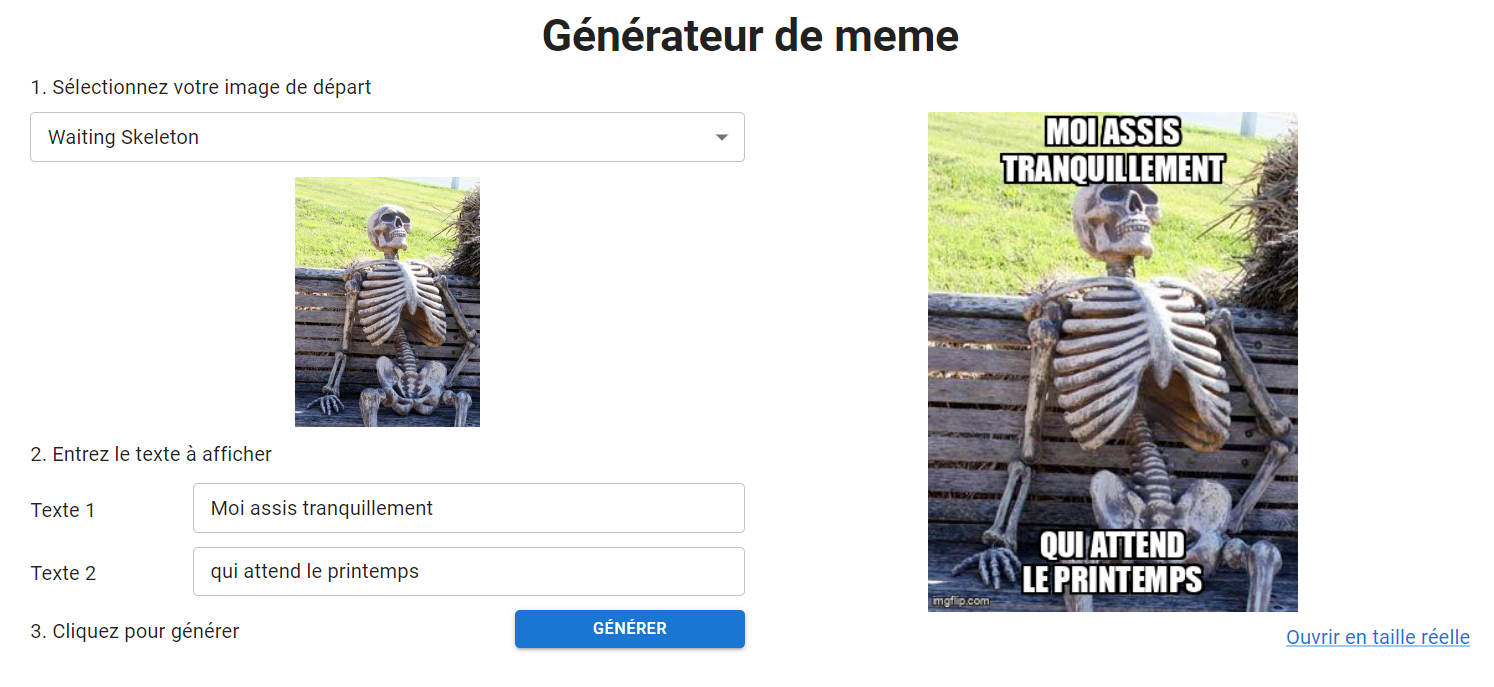 Générateur de meme
1. Sélectionnez votre image de départ
Waiting Skeleton
2. Entrez le texte à afficher
Texte 1
Moi assis tranquillement
Texte 2
qui attend le printemps
3. Cliquez pour générer
GÉNÉRER
MOI ASSIS
TRANQUILLEMENT
QUI ATTEND
LE PRINTEMPS
imgflip.com
Ouvrir en taille réelle